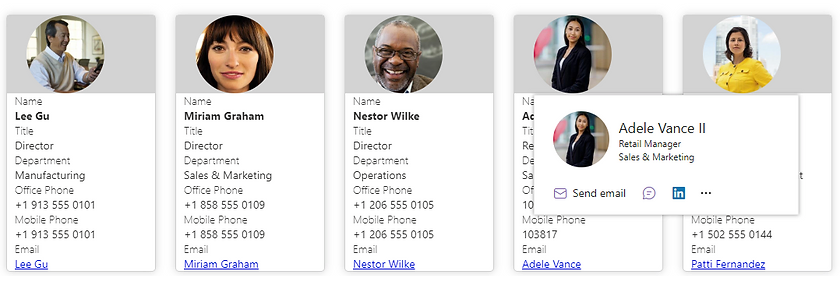 Name
Lee Gu
Title
Director
Department
Manufacturing
Office Phone
+1 913 555 0101
Mobile Phone
+1 913 555 0101
Email
Lee Gu
Name
Miriam Graham
Title
Director
Department
Sales & Marketing
Office Phone
+1 858 555 0109
Mobile Phone
+1 858 555 0109
Email
Miriam Graham
Name
Nestor Wilke
Title
Director
Department
Operations
Office Phone
+1 206 555 0105
Mobile Phone
+1 206 555 0105
Email
Nestor Wilke
Na
Ad
Tit
Re
De
Sal
Of
10
Mobile Phone
103817
Email
Adele Vance
Adele Vance II
Retail Manager
Sales & Marketing
Send email
in
t
Mobile Phone
+1 502 555 0144
Email
Patti Fernandez